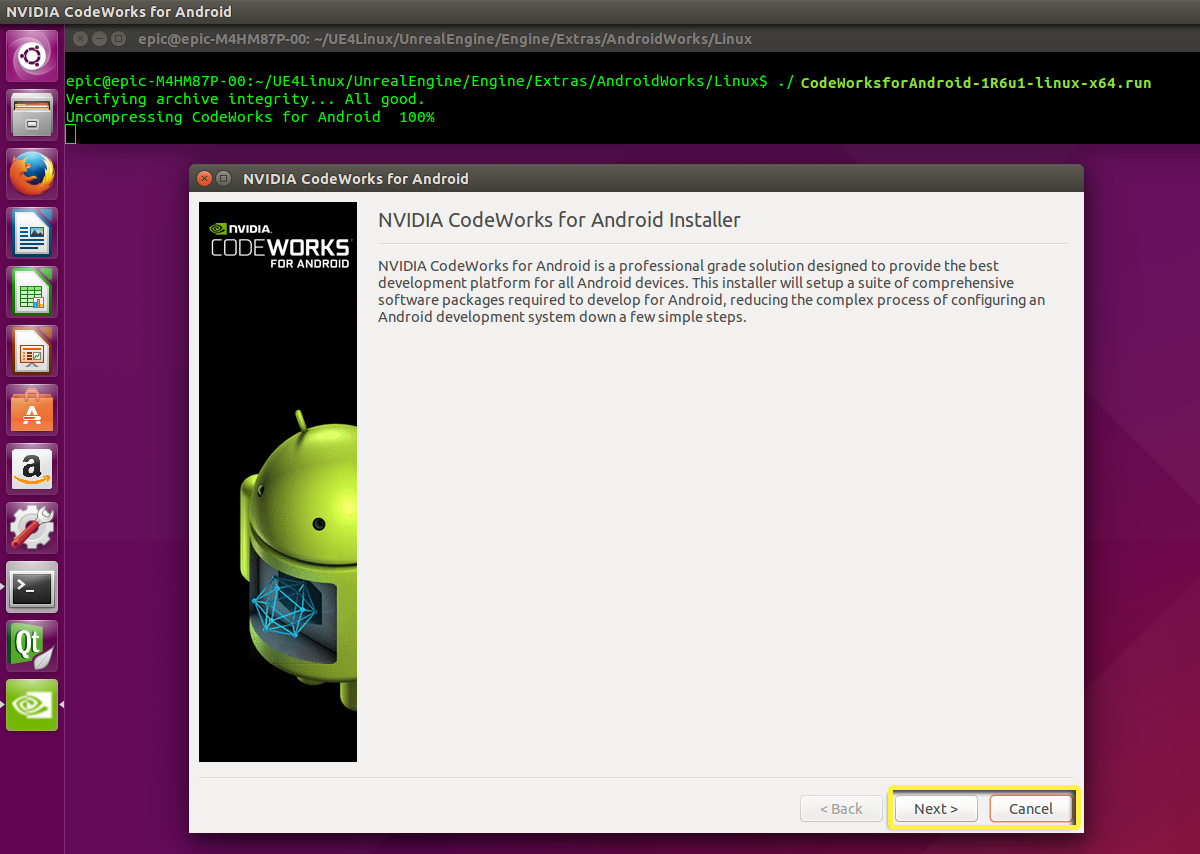 NVIDIA CodeWorks for Android
epic@epic-M4HM87P-00: ~/UE4Linux/UnrealEngine/Engine/Extras/AndroidWorks/Linux
epic@epic-M4HM87P-00:~/UE4Linux/UnrealEngine/Engine/Extras/AndroidWorks/Linux$ ./ CodeWorksforAndroid-1R6u1-linux-x64.run
Verifying archive integrity... All good.
Uncompressing CodeWorks for Android  100%
NVIDIA CodeWorks for Android
NVIDIA.
CODEWORKS
FOR ANDROID
NVIDIA CodeWorks for Android Installer
NVIDIA CodeWorks for Android is a professional grade solution designed to provide the best
development platform for all Android devices. This installer will setup a suite of comprehensive
software packages required to develop for Android, reducing the complex process of configuring an
Android development system down a few simple steps.
a
>_
Qt
< Back
Next >
Cancel